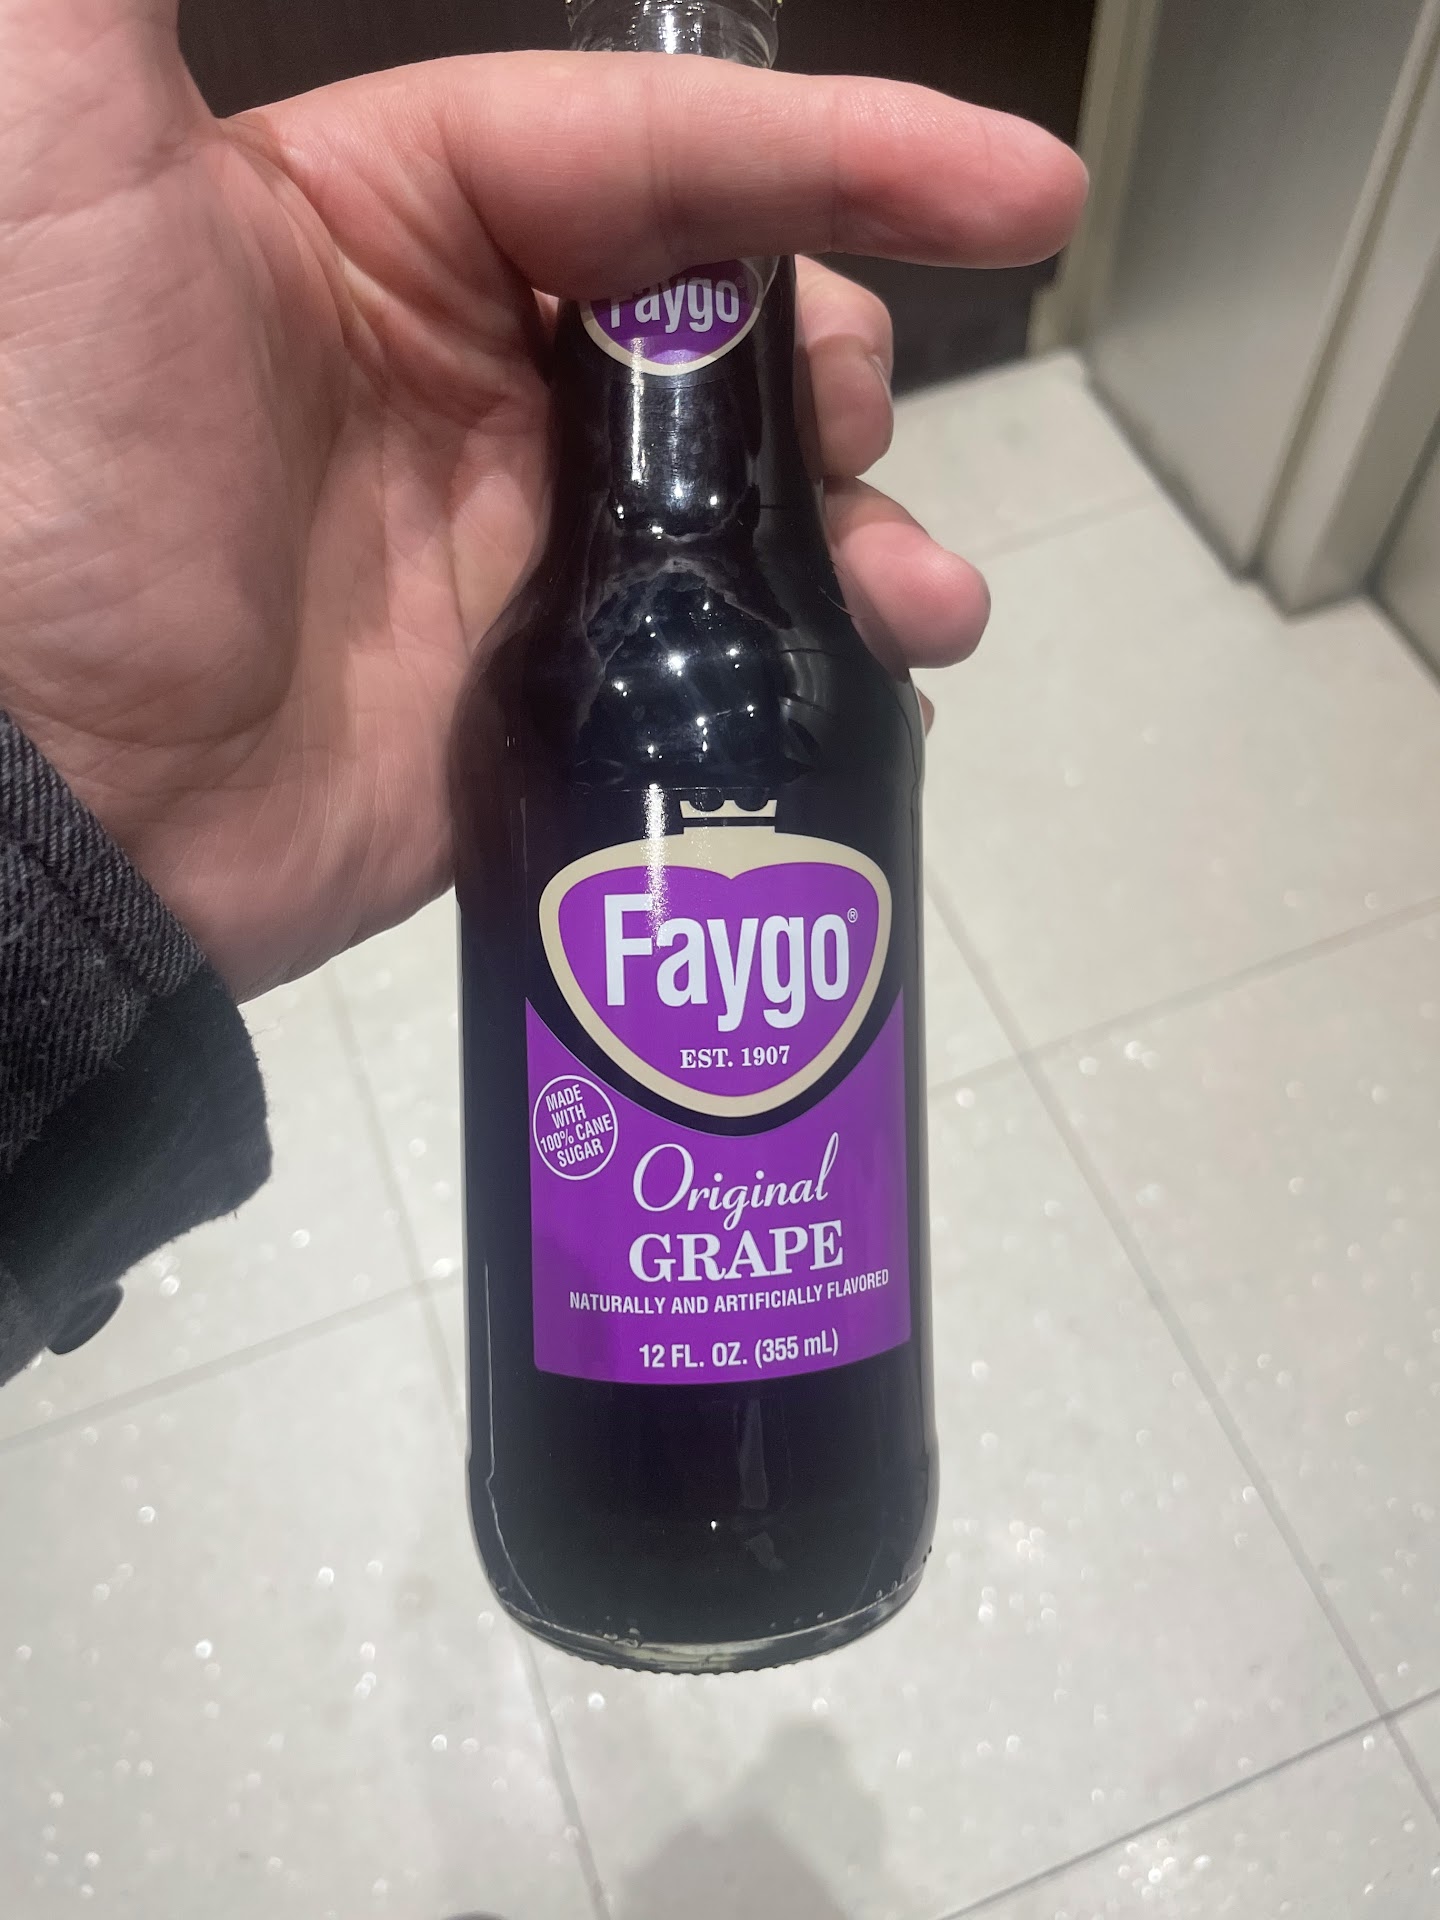 Faygo
Faygo®
EST. 1907
MADE
WITH
100% CANE
SUGAR
Original
GRAPE
NATURALLY AND ARTIFICIALLY FLAVORED
12 FL. OZ. (355 mL)